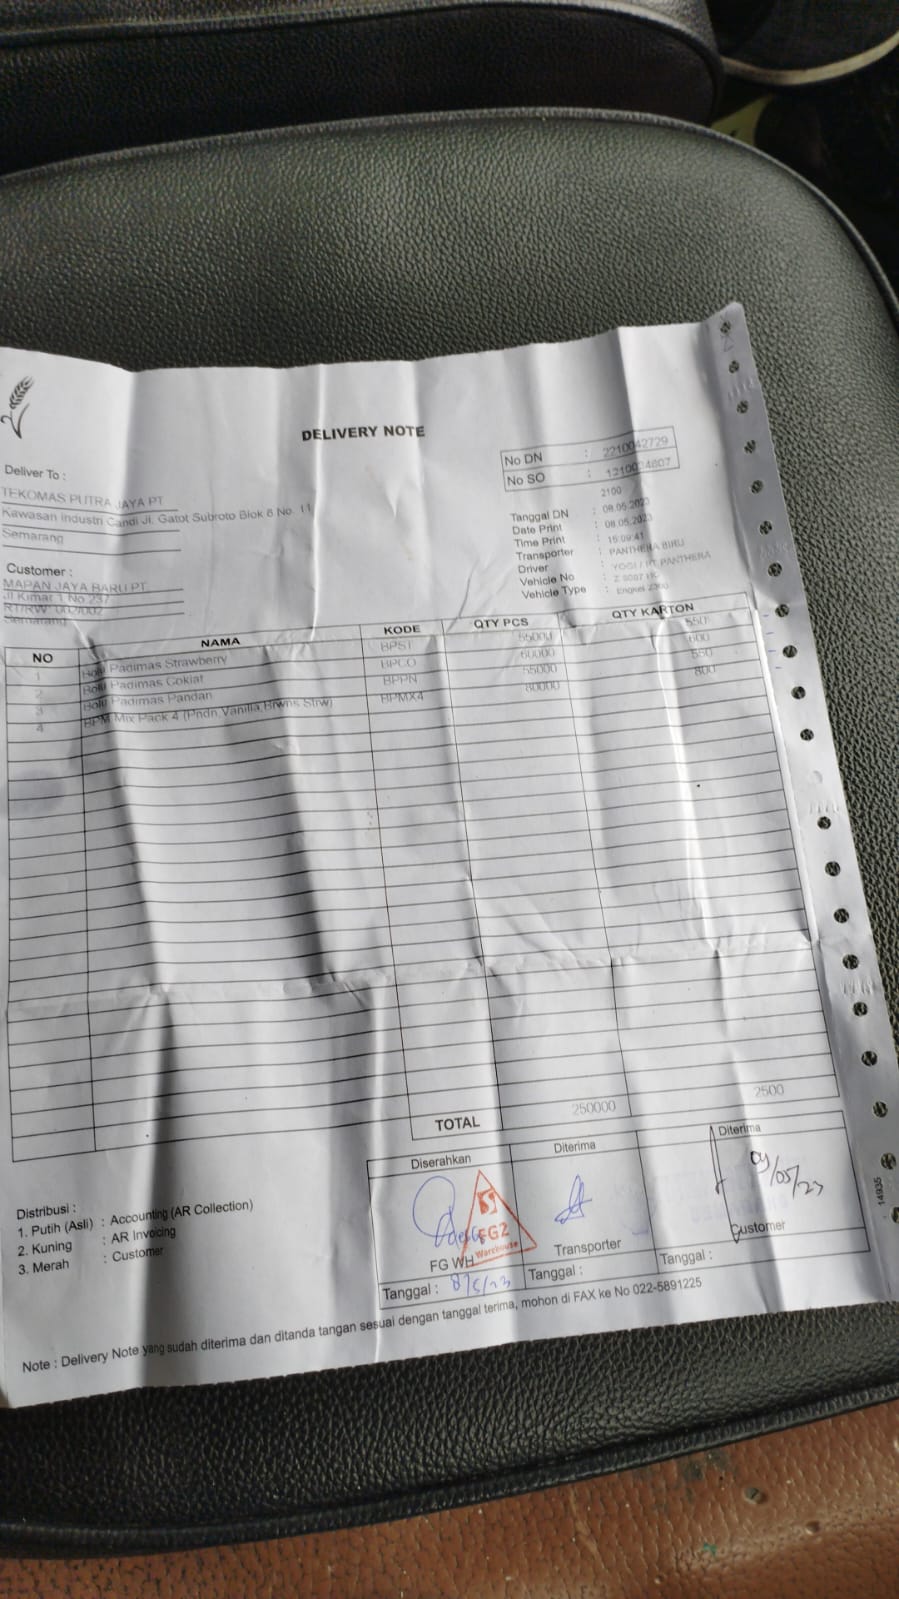 DELIVERY NOTE
Deliver To :
TEKOMAS PUTRA JAYA PT
Kawasan Industri Candi Jl. Gatot Subroto Blok 8 No. 11
Semarang
Customer :
MAPAN JAYA BARU PT.
Jl Kimar 1 No 237
RT/RW: 002/002
Semarang
No DN : 2210042729
No SO : 1210034607
2100
Tanggal DN : 08.05.2023
Date Print : 08.05.2023
Time Print : 15:09:41
Transporter : PANTHERA BIRU
Driver : YOGI / PT PANTHERA
Vehicle No :
Vehicle Type : Engkel
NO NAMA KODE QTY PCS QTY KARTON
1 Bolu Padimas Strawberry BPST 55000 550
2 Bolu Padimas Coklat BPCO 60000 600
3 Bolu Padimas Pandan BPPN 55000 550
4 BPM Mix Pack 4 (Pndn,Vanilla,Brwns Strw) BPMX4 80000 800
TOTAL 250000 2500
Diserahkan Diterima Diterima
09/05/23
FG2
Warehouse
FG WH Transporter Customer
Tanggal : 8/5/23 Tanggal : Tanggal :
Distribusi :
1. Putih (Asli) : Accounting (AR Collection)
2. Kuning : AR Invoicing
3. Merah : Customer
Note : Delivery Note yang sudah diterima dan ditanda tangan sesuai dengan tanggal terima, mohon di FAX ke No 022-5891225
14935